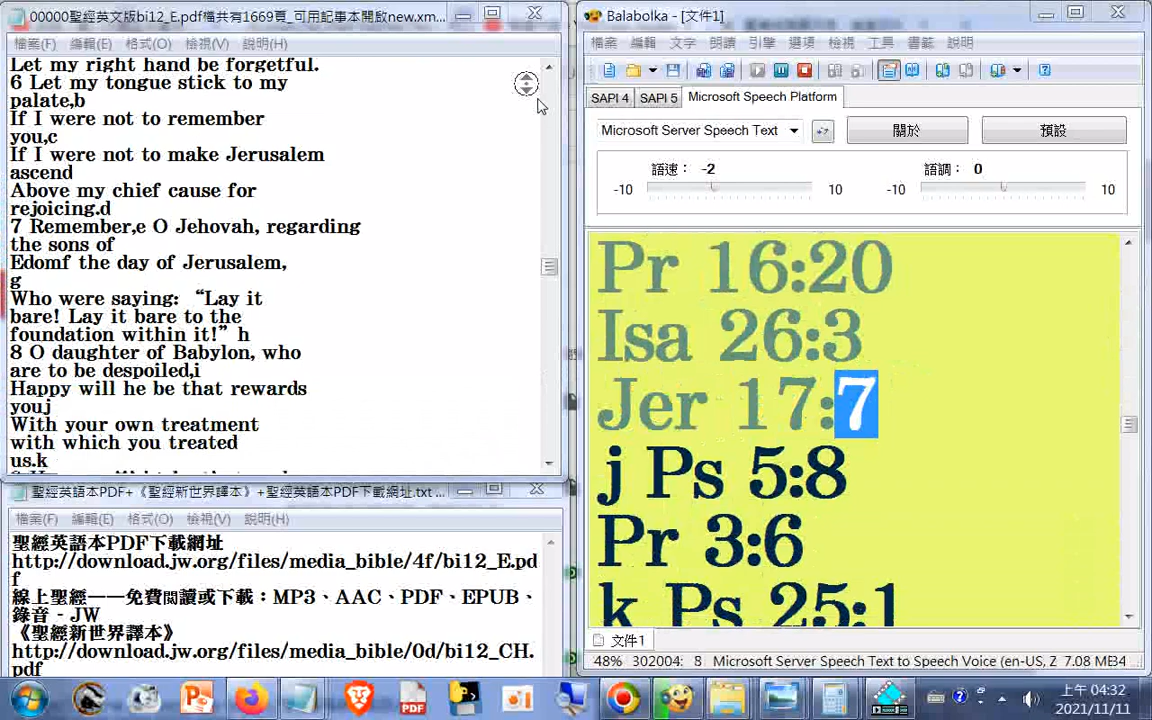 00000聖經英文版bi12_E.pdf檔共有1669頁_可用記事本開啟new.xm...
檔案(F) 編輯(E) 格式(O) 檢視(V) 說明(H)
Let my right hand be forgetful.
6 Let my tongue stick to my
palate,b
If I were not to remember
you,c
If I were not to make Jerusalem
ascend
Above my chief cause for
rejoicing.d
7 Remember,e O Jehovah, regarding
the sons of
Edomf the day of Jerusalem,
g
Who were saying: “Lay it
bare! Lay it bare to the
foundation within it!” h
8 O daughter of Babylon, who
are to be despoiled,i
Happy will he be that rewards
youj
With your own treatment
with which you treated
us.k
聖經英語本PDF+《聖經新世界譯本》+聖經英語本PDF下載網址.txt ...
檔案(F) 編輯(E) 格式(O) 檢視(V) 說明(H)
聖經英語本PDF下載網址
http://download.jw.org/files/media_bible/4f/bi12_E.pd
f
線上聖經——免費閱讀或下載：MP3、AAC、PDF、EPUB、
錄音 - JW
《聖經新世界譯本》
http://download.jw.org/files/media_bible/0d/bi12_CH.
pdf
Balabolka - [文件1]
檔案 編輯 文字 朗讀 引擎 選項 檢視 工具 書籤 說明
SAPI 4 SAPI 5 Microsoft Speech Platform
Microsoft Server Speech Text 關於 預設
語速： -2 語調： 0
-10 10 -10 10
Pr 16:20
Isa 26:3
Jer 17:7
j Ps 5:8
Pr 3:6
k Ps 25:1
文件1
48% 302004: 8 Microsoft Server Speech Text to Speech Voice (en-US, Z 7.08 MB34
PDF
上午 04:32
2021/11/11